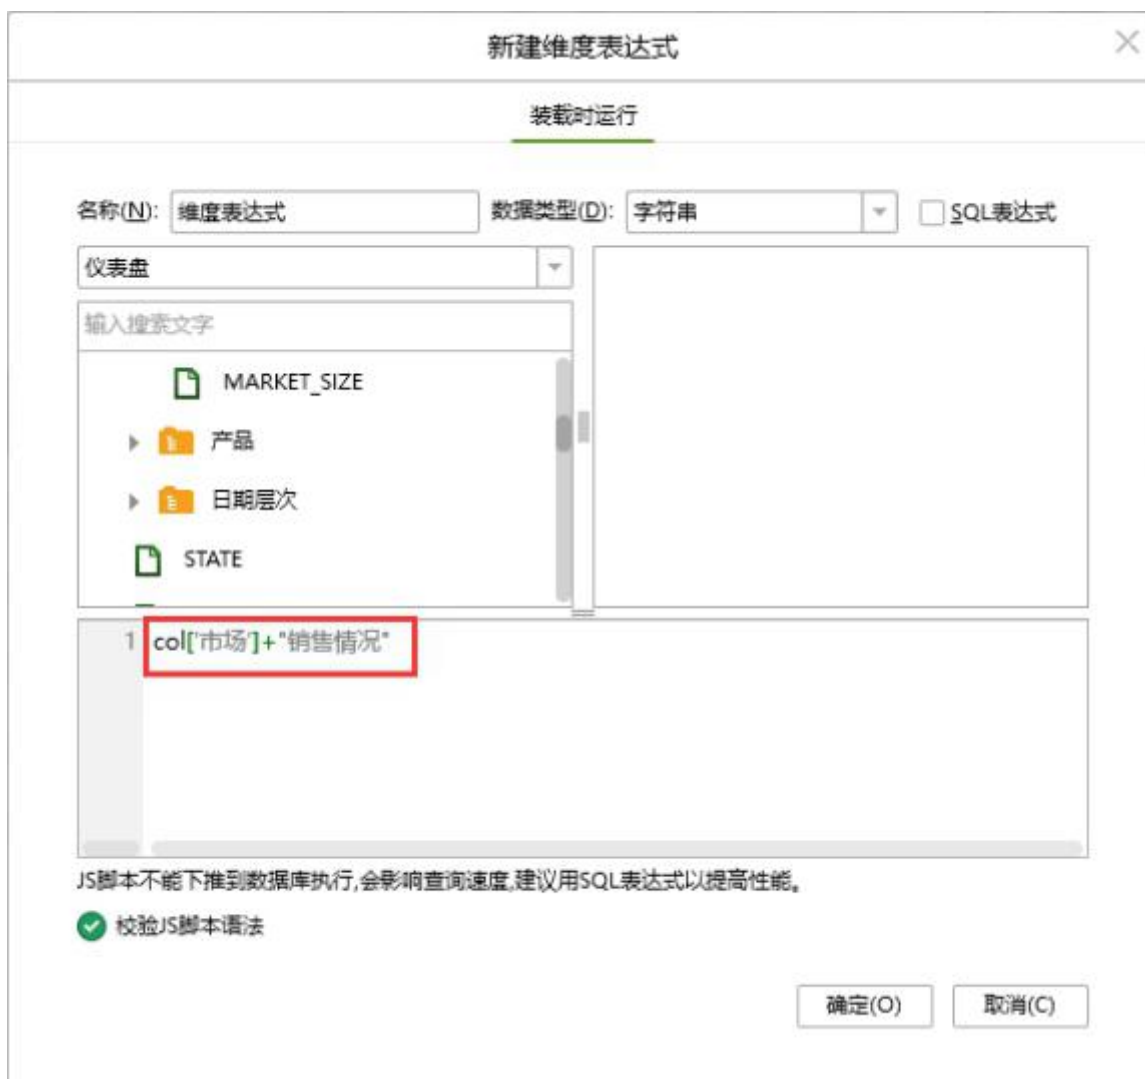 新建维度表达式
装载时运行
名称(N): 维度表达式 数据类型(D): 字符串 SQL表达式
仪表盘
输入搜索文字
MARKET_SIZE
产品
日期层次
STATE
1 col['市场']+"销售情况"
JS脚本不能下推到数据库执行,会影响查询速度,建议用SQL表达式以提高性能。
校验JS脚本语法
确定(O) 取消(C)